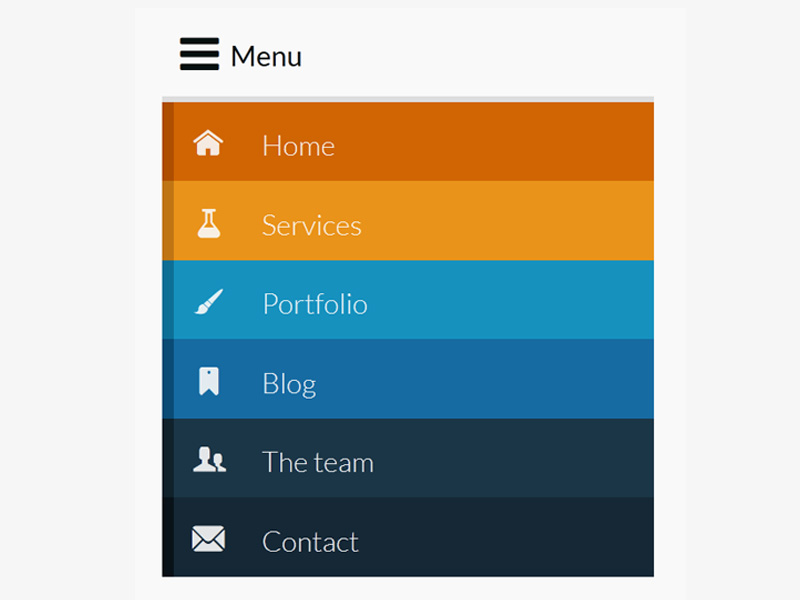 Menu
Home
Services
Portfolio
Blog
The team
Contact